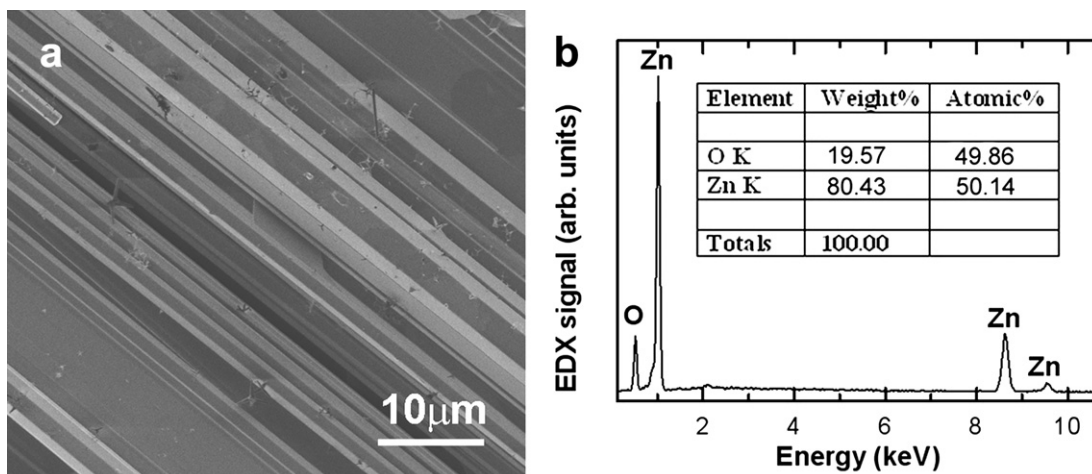 a
10μm
b
Zn
Element Weight% Atomic%
O K 19.57 49.86
Zn K 80.43 50.14
Totals 100.00
O
Zn
Zn
EDX signal (arb. units)
2 4 6 8 10
Energy (keV)